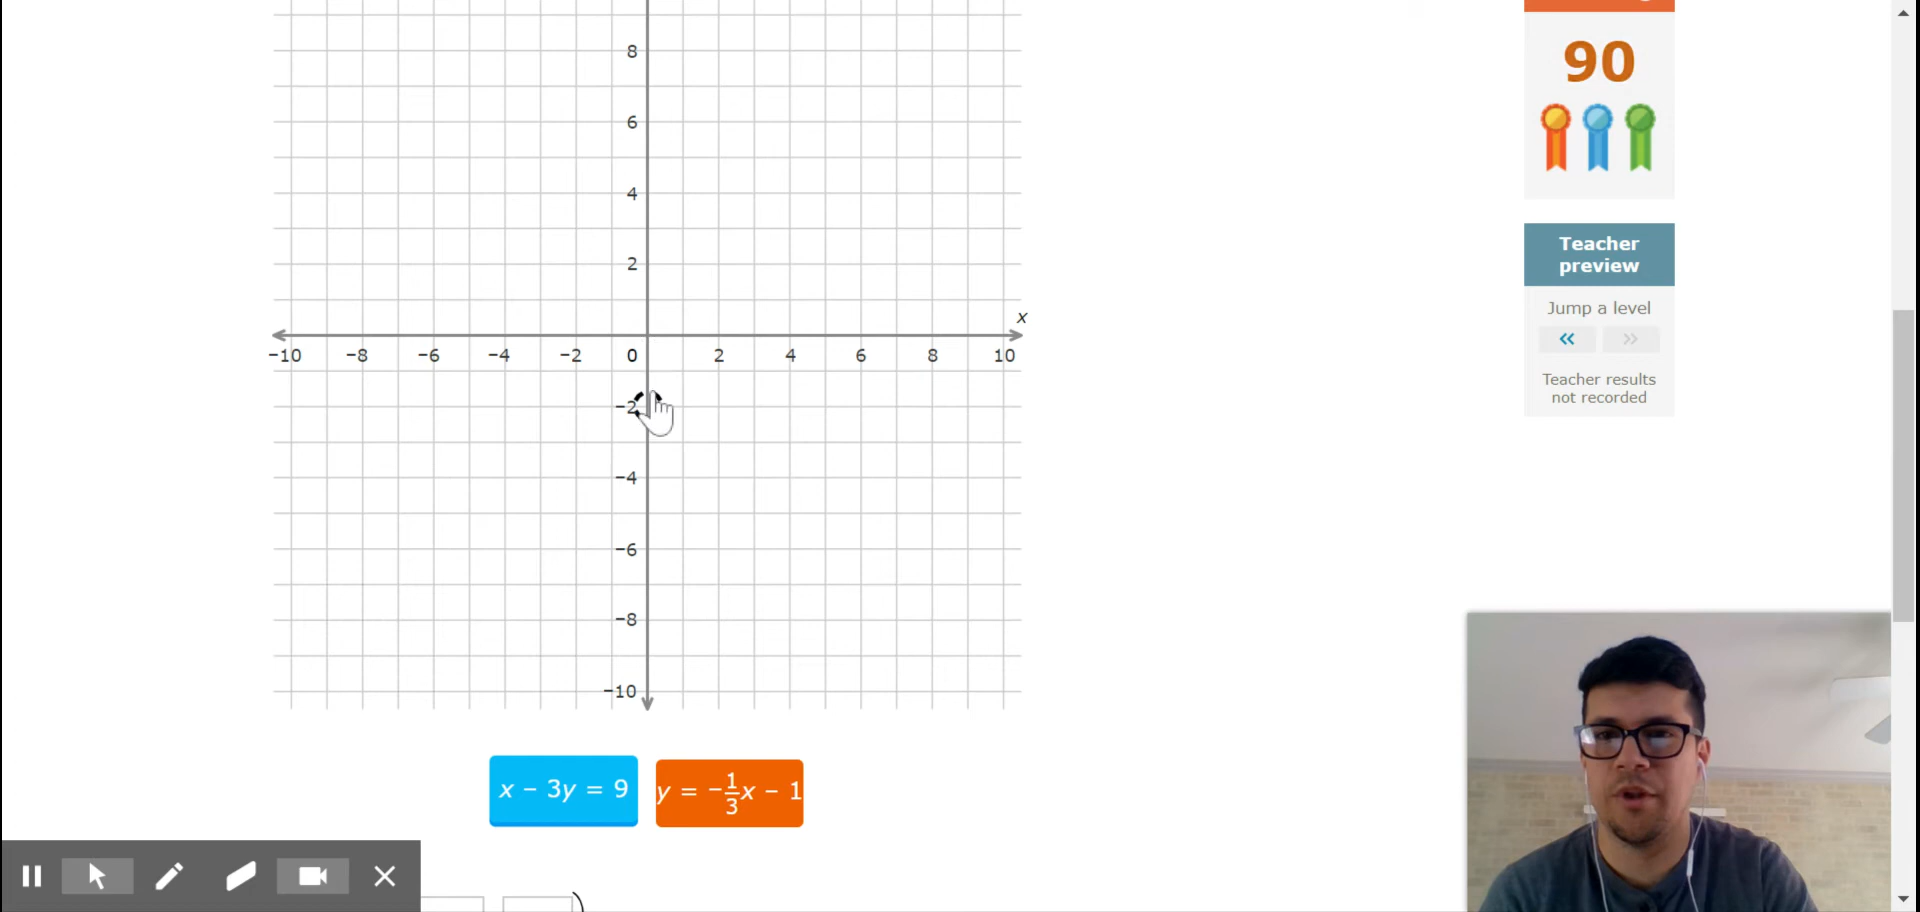 90
8
6
4
2
x
−10 −8 −6 −4 −2 0 2 4 6 8 10
−2
−4
−6
−8
−10
Teacher
preview
Jump a level
Teacher results
not recorded
x − 3y = 9
y = −1/3x − 1
)